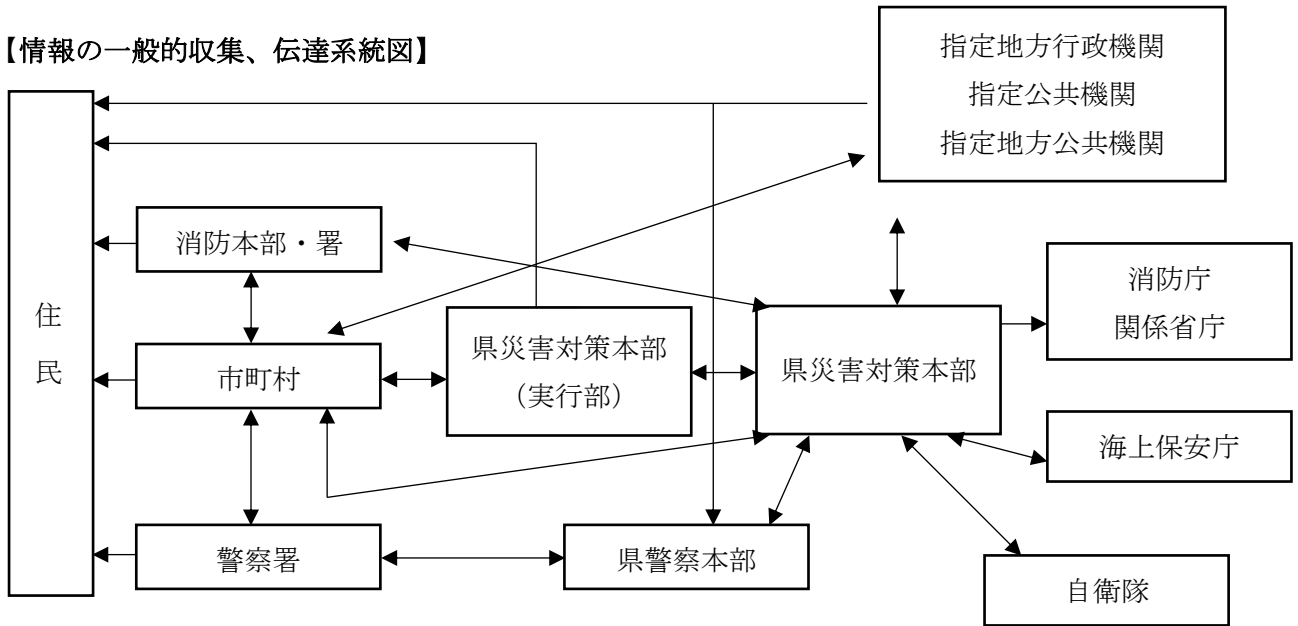 【情報の一般的収集、伝達系統図】
指定地方行政機関
指定公共機関
指定地方公共機関
住
民
消防本部・署
市町村
警察署
県災害対策本部
（実行部）
県災害対策本部
県警察本部
消防庁
関係省庁
海上保安庁
自衛隊